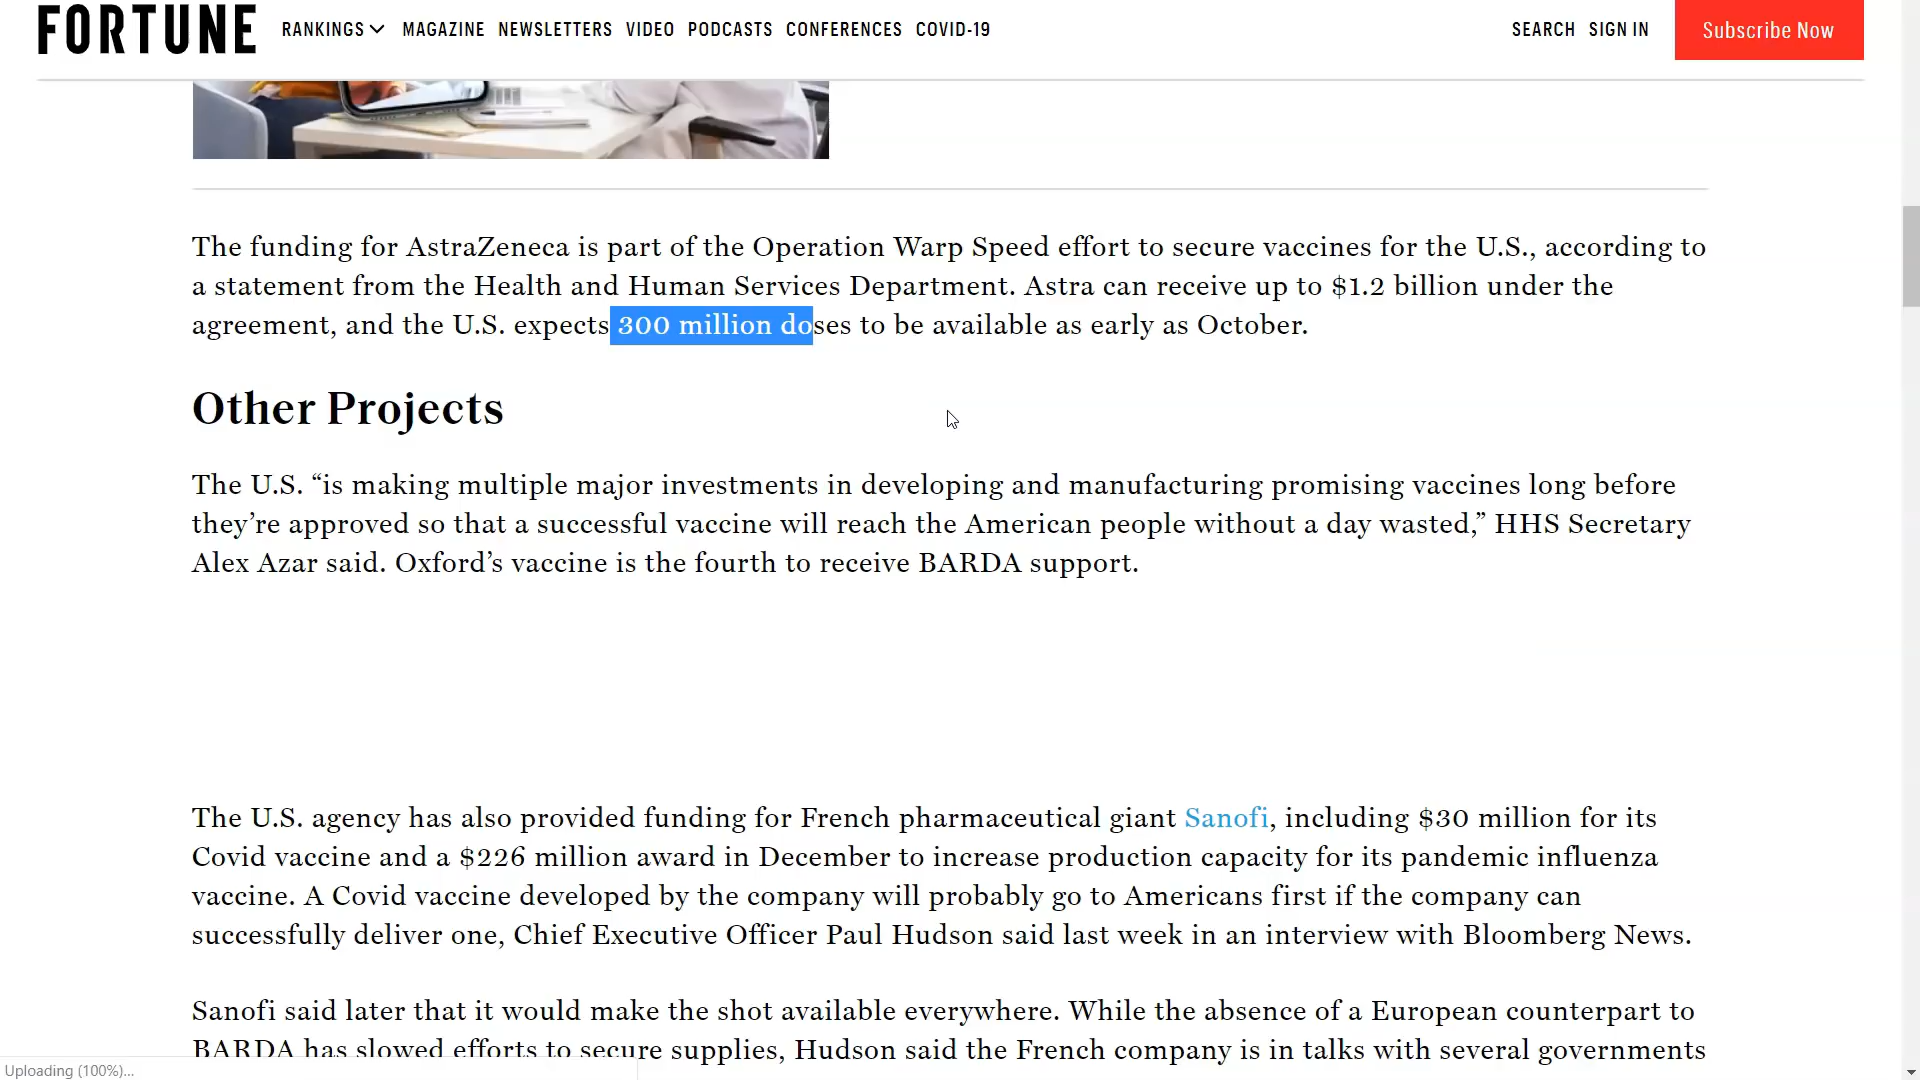 FORTUNE RANKINGS MAGAZINE NEWSLETTERS VIDEO PODCASTS CONFERENCES COVID-19 SEARCH SIGN IN Subscribe Now
The funding for AstraZeneca is part of the Operation Warp Speed effort to secure vaccines for the U.S., according to
a statement from the Health and Human Services Department. Astra can receive up to $1.2 billion under the
agreement, and the U.S. expects 300 million doses to be available as early as October.
Other Projects
The U.S. “is making multiple major investments in developing and manufacturing promising vaccines long before
they’re approved so that a successful vaccine will reach the American people without a day wasted,” HHS Secretary
Alex Azar said. Oxford’s vaccine is the fourth to receive BARDA support.
The U.S. agency has also provided funding for French pharmaceutical giant Sanofi, including $30 million for its
Covid vaccine and a $226 million award in December to increase production capacity for its pandemic influenza
vaccine. A Covid vaccine developed by the company will probably go to Americans first if the company can
successfully deliver one, Chief Executive Officer Paul Hudson said last week in an interview with Bloomberg News.
Sanofi said later that it would make the shot available everywhere. While the absence of a European counterpart to
BARDA has slowed efforts to secure supplies, Hudson said the French company is in talks with several governments
Uploading (100%)...